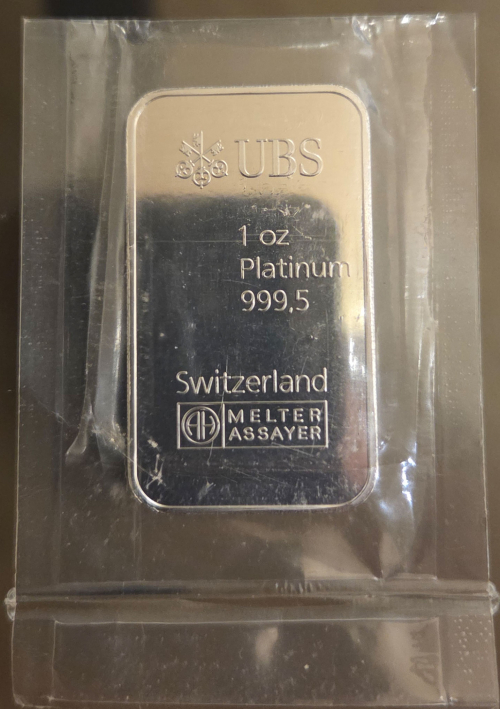 UBS
1 oz
Platinum
999,5
Switzerland
MELTER
ASSAYER